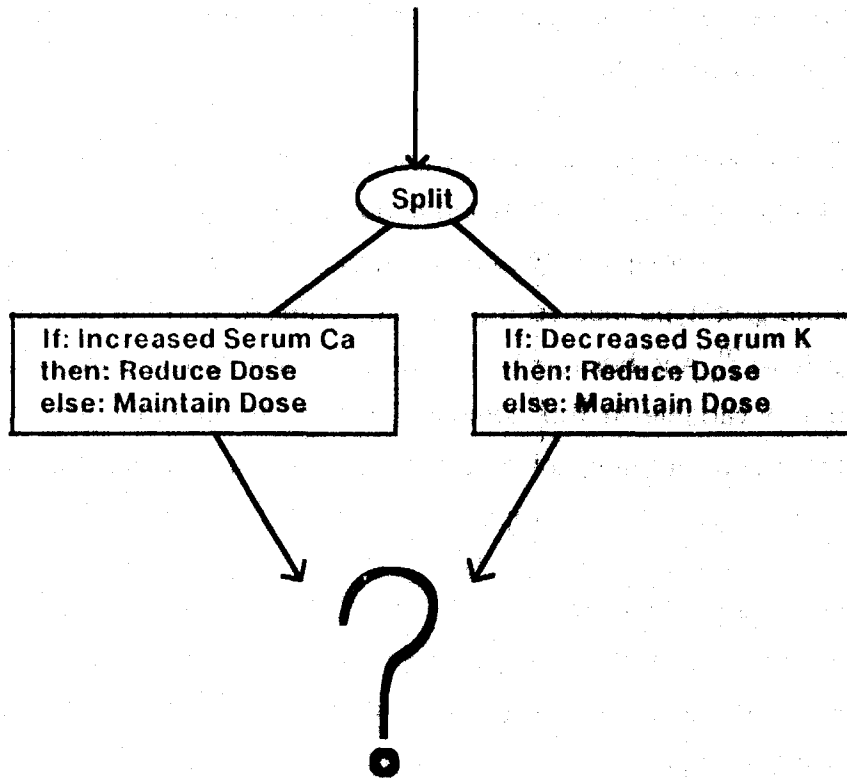 Split
If: Increased Serum Ca
then: Reduce Dose
else: Maintain Dose
If: Decreased Serum K
then: Reduce Dose
else: Maintain Dose
?